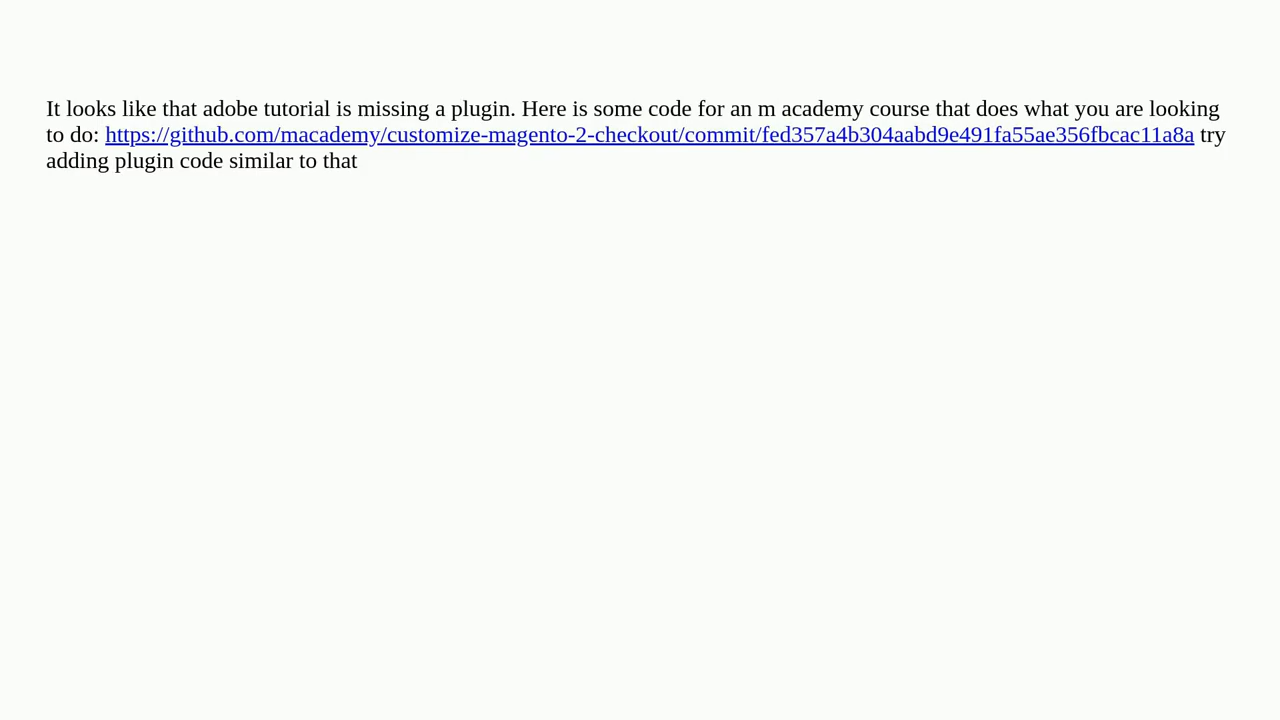 It looks like that adobe tutorial is missing a plugin. Here is some code for an m academy course that does what you are looking
to do: https://github.com/macademy/customize-magento-2-checkout/commit/fed357a4b304aabd9e491fa55ae356fbcac11a8a try
adding plugin code similar to that